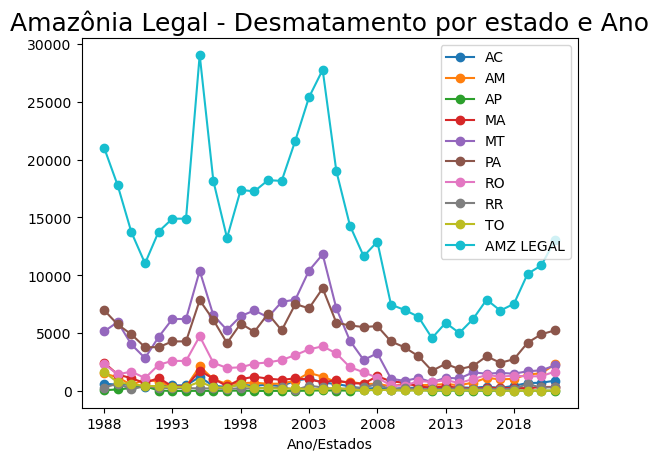 Amazônia Legal - Desmatamento por estado e Ano
30000
25000
20000
15000
10000
5000
0
AC
AM
AP
MA
MT
PA
RO
RR
TO
AMZ LEGAL
1988 1993 1998 2003 2008 2013 2018
Ano/Estados